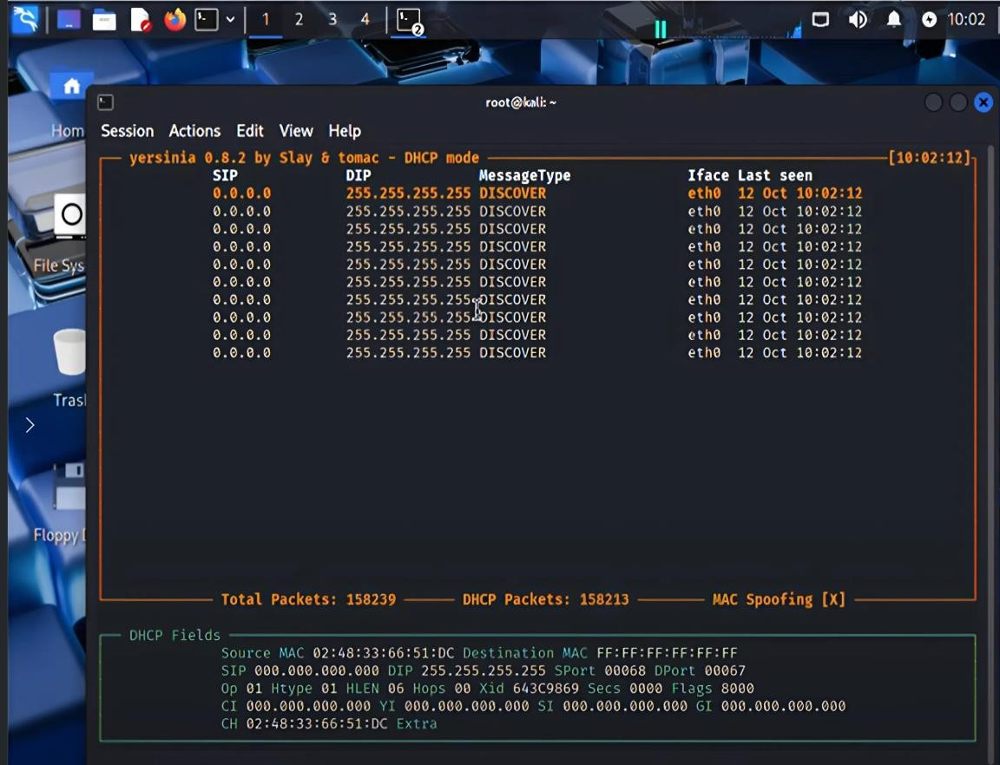 1 2 3 4 2 10:02
root@kali: ~
Home
Session Actions Edit View Help
yersinia 0.8.2 by Slay & tomac - DHCP mode [10:02:12]
SIP DIP MessageType Iface Last seen
0.0.0.0 255.255.255.255 DISCOVER eth0 12 Oct 10:02:12
0.0.0.0 255.255.255.255 DISCOVER eth0 12 Oct 10:02:12
0.0.0.0 255.255.255.255 DISCOVER eth0 12 Oct 10:02:12
0.0.0.0 255.255.255.255 DISCOVER eth0 12 Oct 10:02:12
0.0.0.0 255.255.255.255 DISCOVER eth0 12 Oct 10:02:12
File Sys
0.0.0.0 255.255.255.255 DISCOVER eth0 12 Oct 10:02:12
0.0.0.0 255.255.255.255 DISCOVER eth0 12 Oct 10:02:12
0.0.0.0 255.255.255.255 DISCOVER eth0 12 Oct 10:02:12
0.0.0.0 255.255.255.255 DISCOVER eth0 12 Oct 10:02:12
0.0.0.0 255.255.255.255 DISCOVER eth0 12 Oct 10:02:12
Tras
Floppy
Total Packets: 158239 DHCP Packets: 158213 MAC Spoofing [X]
DHCP Fields
Source MAC 02:48:33:66:51:DC Destination MAC FF:FF:FF:FF:FF:FF
SIP 000.000.000.000 DIP 255.255.255.255 SPort 00068 DPort 00067
Op 01 Htype 01 HLEN 06 Hops 00 Xid 643C9869 Secs 0000 Flags 8000
CI 000.000.000.000 YI 000.000.000.000 SI 000.000.000.000 GI 000.000.000.000
CH 02:48:33:66:51:DC Extra